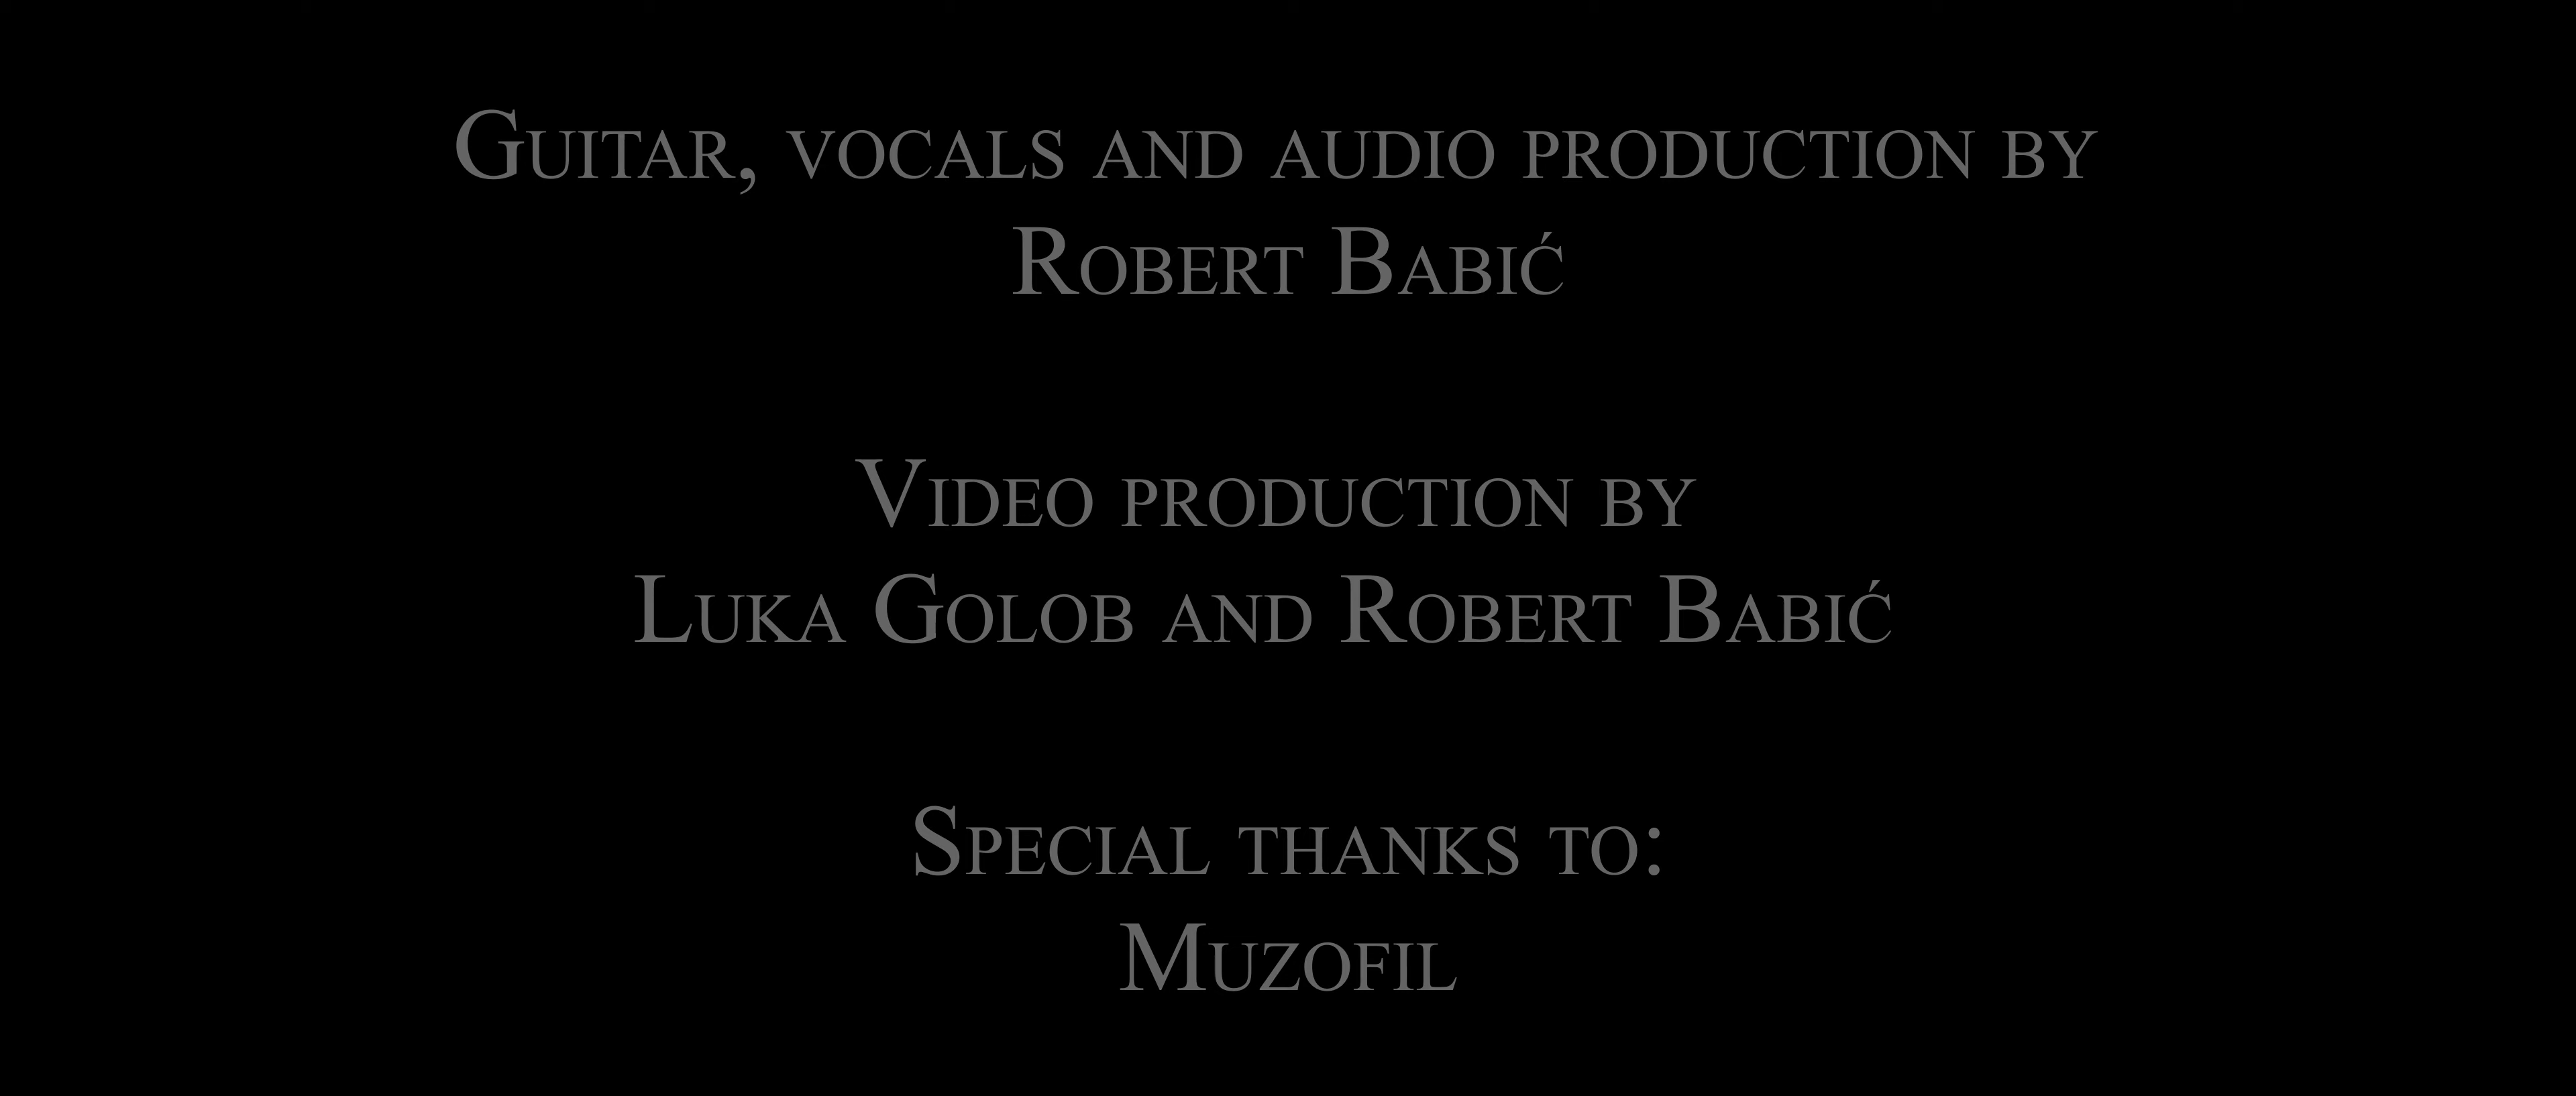 Guitar, vocals and audio production by
Robert Babić
Video production by
Luka Golob and Robert Babić
Special thanks to:
Muzofil